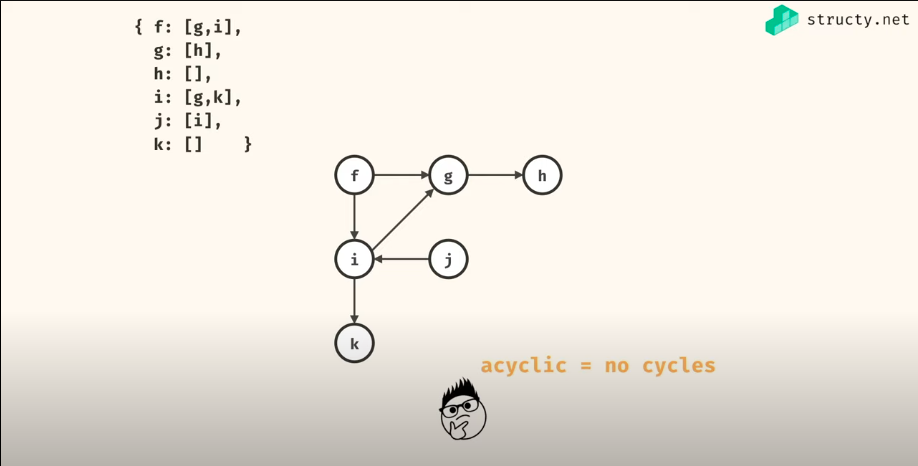 structy.net
{ f: [g,i],
g: [h],
h: [],
i: [g,k],
j: [i],
k: [] }
f g h
i j
k
acyclic = no cycles